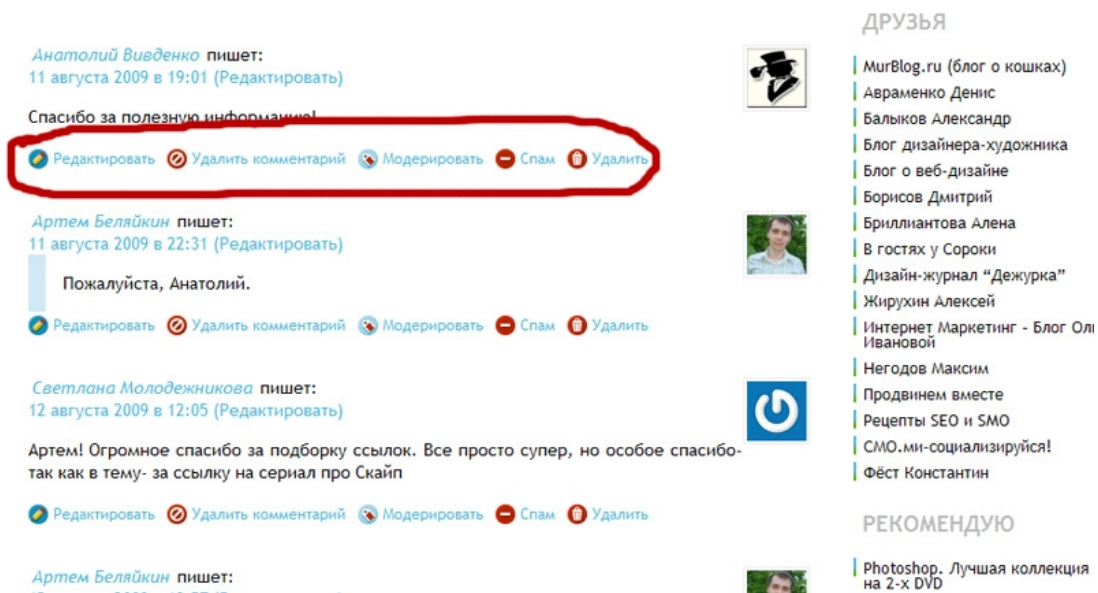 Анатолий Вивденко пишет:
11 августа 2009 в 19:01 (Редактировать)
Спасибо за полезную информацию!
Редактировать Удалить комментарий Модерировать Спам Удалить
Артем Беляйкин пишет:
11 августа 2009 в 22:31 (Редактировать)
Пожалуйста, Анатолий.
Редактировать Удалить комментарий Модерировать Спам Удалить
Светлана Молодежникова пишет:
12 августа 2009 в 12:05 (Редактировать)
Артем! Огромное спасибо за подборку ссылок. Все просто супер, но особое спасибо-
так как в тему- за ссылку на сериал про Скайп
Редактировать Удалить комментарий Модерировать Спам Удалить
Артем Беляйкин пишет:
ДРУЗЬЯ
MurBlog.ru (блог о кошках)
Авраменко Денис
Балыков Александр
Блог дизайнера-художника
Блог о веб-дизайне
Борисов Дмитрий
Бриллиантова Алена
В гостях у Сороки
Дизайн-журнал “Дежурка”
Жирухин Алексей
Интернет Маркетинг - Блог
Ивановой
Негодов Максим
Продвинем вместе
Рецепты SEO и SMO
СМО.ми-социализируйся!
Фёст Константин
РЕКОМЕНДУЮ
Photoshop. Лучшая коллекция
на 2-х DVD